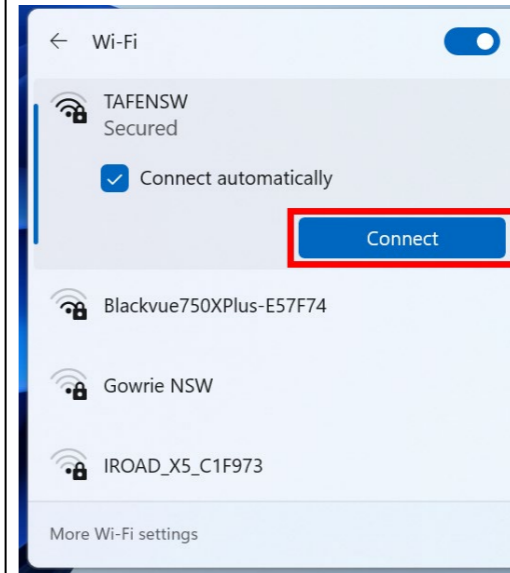 Wi-Fi
TAFENSW
Secured
Connect automatically
Connect
Blackvue750XPlus-E57F74
Gowrie NSW
IROAD_X5_C1F973
More Wi-Fi settings